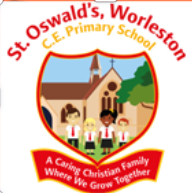 St. Oswald's, Worleston
C.E. Primary School
A Caring Christian Family
Where We Grow Together